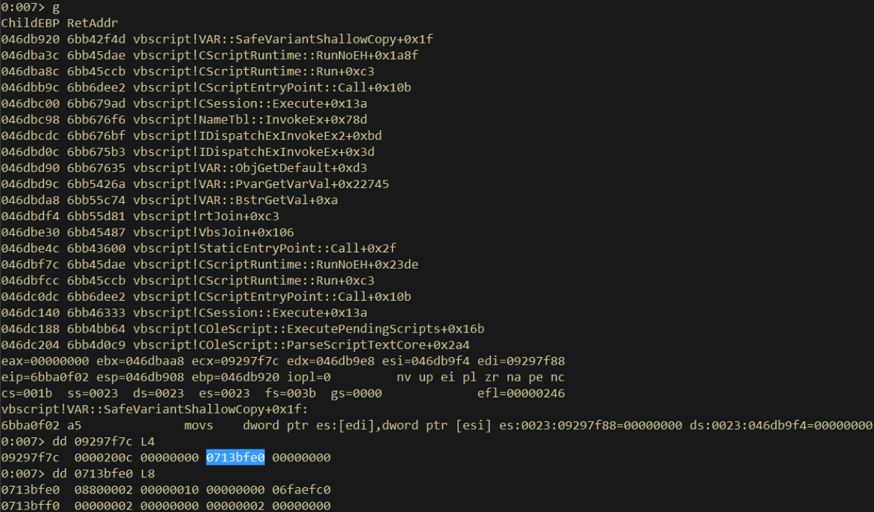 0:007> g
ChildEBP RetAddr
046db920 6bb42f4d vbscript!VAR::SafeVariantShallowCopy+0x1f
046dba3c 6bb45dae vbscript!CScriptRuntime::RunNoEH+0x1a8f
046dba8c 6bb45ccb vbscript!CScriptRuntime::Run+0xc3
046dbb9c 6bb6dee2 vbscript!CScriptEntryPoint::Call+0x10b
046dbc00 6bb679ad vbscript!CSession::Execute+0x13a
046dbc98 6bb676f6 vbscript!NameTbl::InvokeEx+0x78d
046dbcdc 6bb676bf vbscript!IDispatchExInvokeEx2+0xbd
046dbd0c 6bb675b3 vbscript!IDispatchExInvokeEx+0x3d
046dbd90 6bb67635 vbscript!VAR::ObjGetDefault+0xd3
046dbd9c 6bb5426a vbscript!VAR::PvarGetVarVal+0x22745
046dbda8 6bb55c74 vbscript!VAR::BstrGetVal+0xa
046dbdf4 6bb55d81 vbscript!rtJoin+0xc3
046dbe30 6bb45487 vbscript!VbsJoin+0x106
046dbe4c 6bb43600 vbscript!StaticEntryPoint::Call+0x2f
046dbf7c 6bb45dae vbscript!CScriptRuntime::RunNoEH+0x23de
046dbfcc 6bb45ccb vbscript!CScriptRuntime::Run+0xc3
046dc0dc 6bb6dee2 vbscript!CScriptEntryPoint::Call+0x10b
046dc140 6bb46333 vbscript!CSession::Execute+0x13a
046dc188 6bb4bb64 vbscript!COleScript::ExecutePendingScripts+0x16b
046dc204 6bb4d0c9 vbscript!COleScript::ParseScriptTextCore+0x2a4
eax=00000000 ebx=046dbaa8 ecx=09297f7c edx=046db9e8 esi=046db9f4 edi=09297f88
eip=6bba0f02 esp=046db908 ebp=046db920 iopl=0 nv up ei pl zr na pe nc
cs=001b ss=0023 ds=0023 es=0023 fs=003b gs=0000 efl=00000246
vbscript!VAR::SafeVariantShallowCopy+0x1f:
6bba0f02 a5 movs dword ptr es:[edi],dword ptr [esi] es:0023:09297f88=00000000 ds:0023:046db9f4=00000000
0:007> dd 09297f7c L4
09297f7c 0000200c 00000000 0713bfe0 00000000
0:007> dd 0713bfe0 L8
0713bfe0 08800002 00000010 00000000 06faefc0
0713bff0 00000002 00000000 00000002 00000000